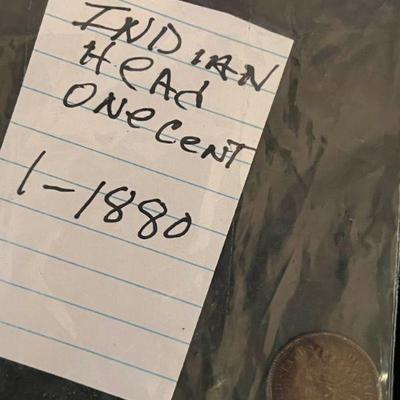 INDIAN
HeAd
ONeceNT
1-1880